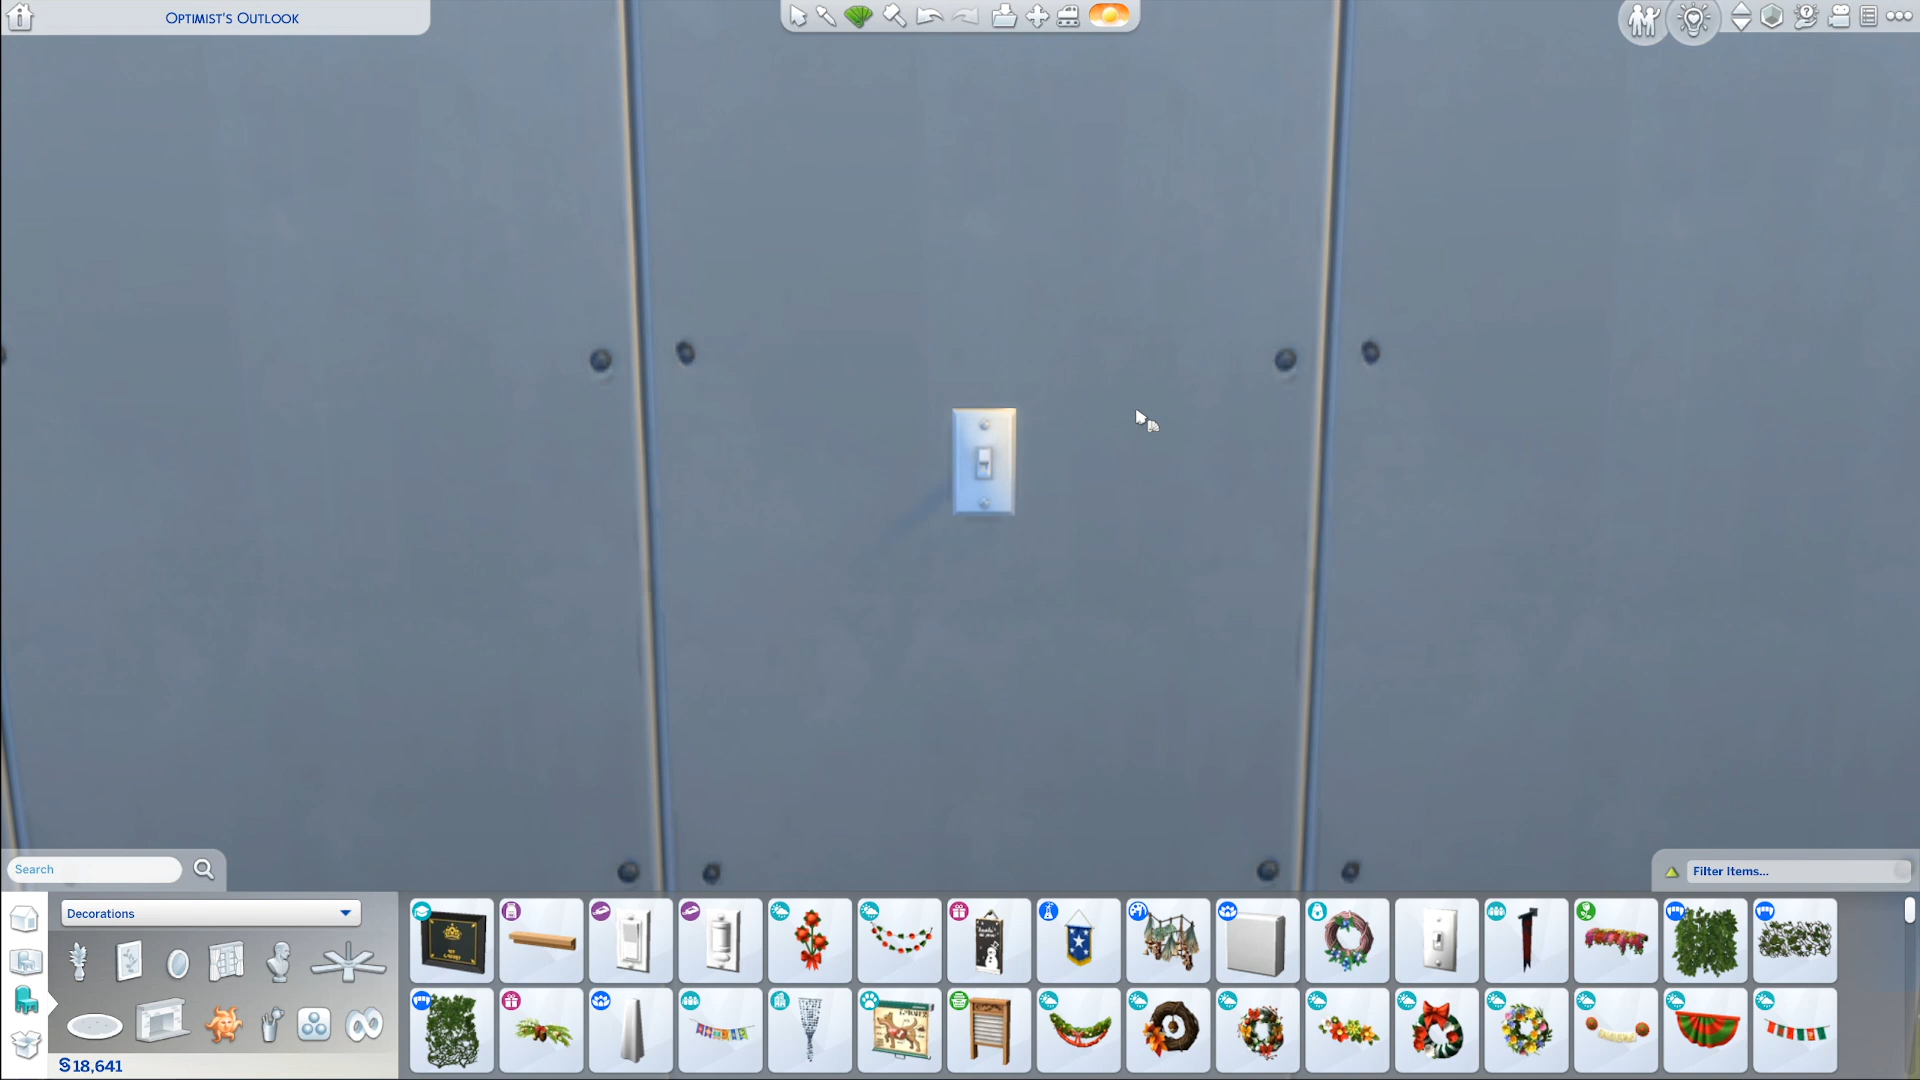 Optimist's Outlook
Search
Filter Items...
Decorations
§18,641